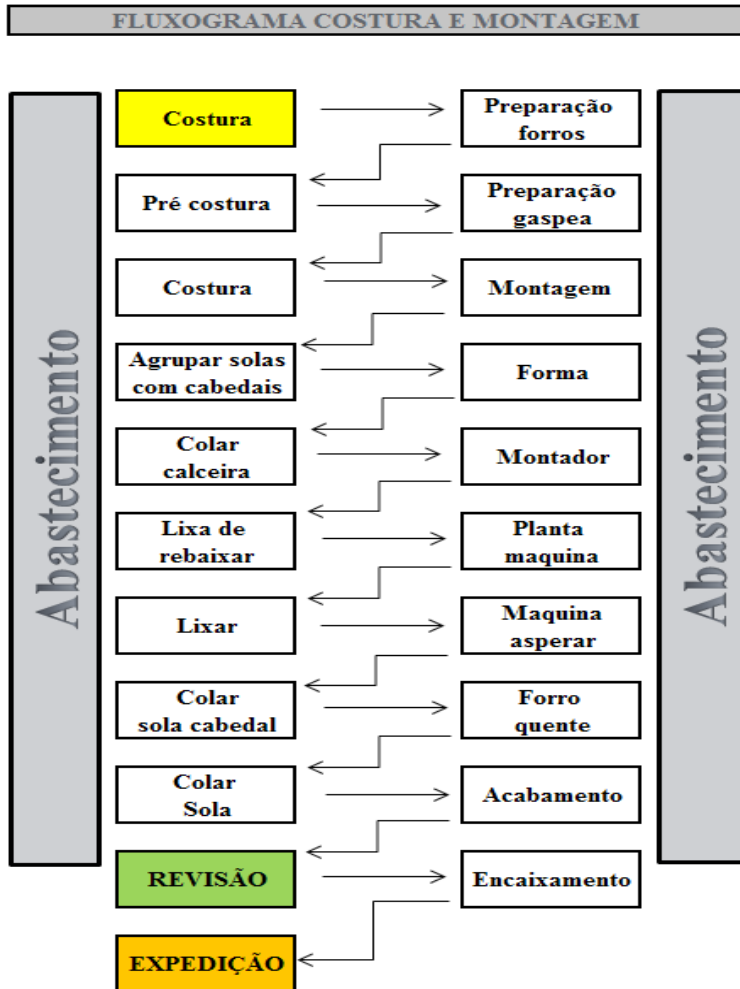 FLUXOGRAMA COSTURA E MONTAGEM
Abastecimento
Costura
Preparação
forros
Pré costura
Preparação
gaspea
Costura
Montagem
Agrupar solas
com cabedais
Forma
Colar
calceira
Montador
Lixa de
rebaixar
Planta
maquina
Lixar
Maquina
asperar
Colar
sola cabedal
Forro
quente
Colar
Sola
Acabamento
REVISÃO
Encaixamento
EXPEDIÇÃO
Abastecimento